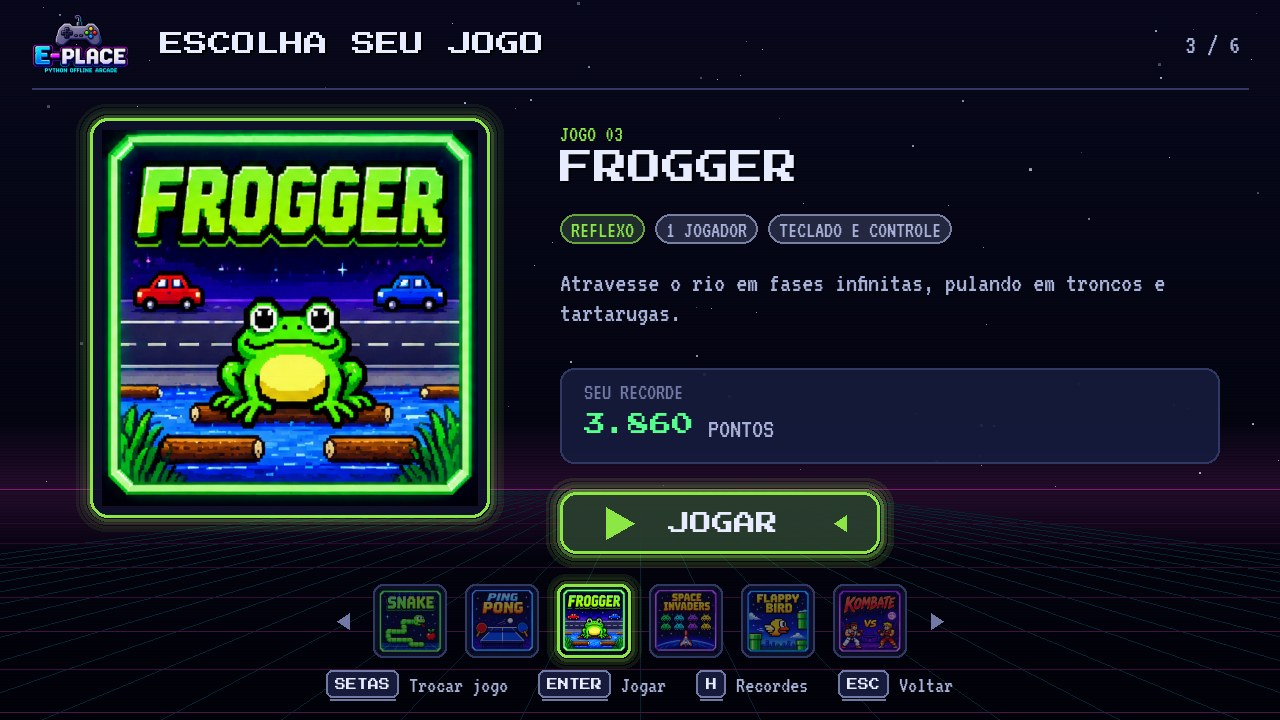 E-PLACE
PYTHON OFFLINE ARCADE
ESCOLHA SEU JOGO
3 / 6
FROGGER
JOGO 03
FROGGER
REFLEXO
1 JOGADOR
TECLADO E CONTROLE
Atravesse o rio em fases infinitas, pulando em troncos e
tartarugas.
SEU RECORDE
3.860 PONTOS
JOGAR
SNAKE
PING
PONG
FROGGER
SPACE
INVADERS
FLAPPY
BIRD
KOMBATE
VS
SETAS Trocar jogo
ENTER Jogar
H Recordes
ESC Voltar